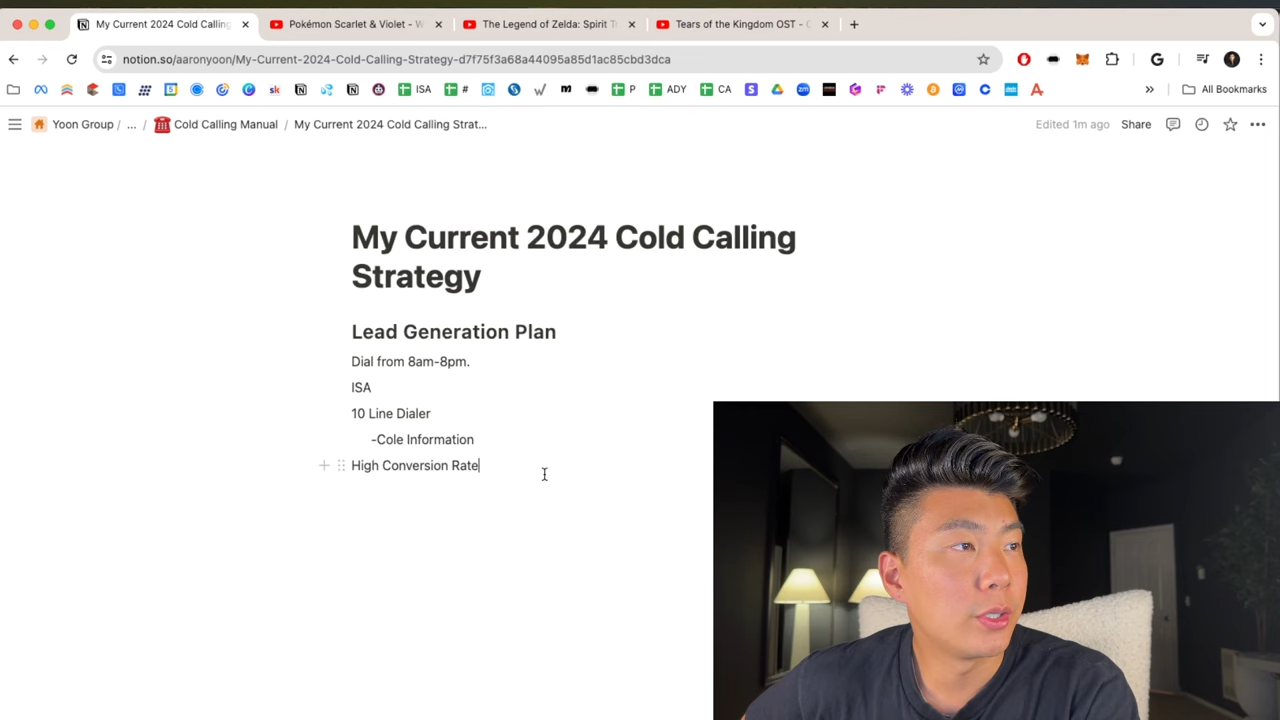 My Current 2024 Cold Calling
Pokémon Scarlet & Violet - W
The Legend of Zelda: Spirit T
Tears of the Kingdom OST -
notion.so/aaronyoon/My-Current-2024-Cold-Calling-Strategy-d7f75f3a68a44095a85d1ac85cbd3dca
ISA
#
P
ADY
CA
All Bookmarks
Yoon Group / ... / Cold Calling Manual / My Current 2024 Cold Calling Strat...
Edited 1m ago
Share
My Current 2024 Cold Calling
Strategy
Lead Generation Plan
Dial from 8am-8pm.
ISA
10 Line Dialer
-Cole Information
High Conversion Rate